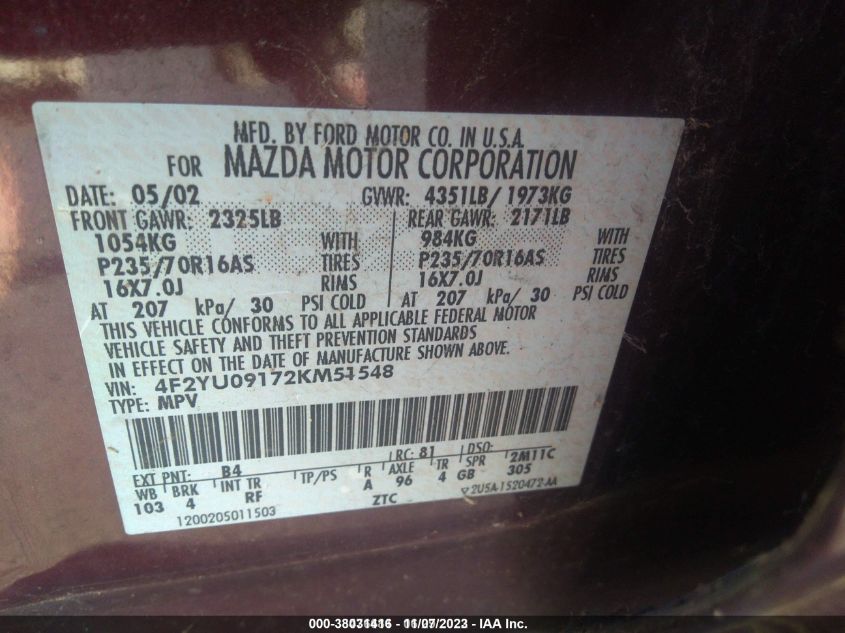 MFD. BY FORD MOTOR CO. IN U.S.A.
FOR MAZDA MOTOR CORPORATION
DATE: 05/02 GVWR: 4351LB/ 1973KG
FRONT GAWR: 2325LB REAR GAWR: 2171LB
1054KG WITH 984KG WITH
P235/70R16AS TIRES P235/70R16AS TIRES
16X7.0J RIMS 16X7.0J RIMS
AT 207 kPa/ 30 PSI COLD AT 207 kPa/ 30 PSI COLD
THIS VEHICLE CONFORMS TO ALL APPLICABLE FEDERAL MOTOR
VEHICLE SAFETY AND THEFT PREVENTION STANDARDS
IN EFFECT ON THE DATE OF MANUFACTURE SHOWN ABOVE.
VIN: 4F2YU09172KM51548
TYPE: MPV
EXT PNT: B4 RC: 81 DSO:
WB BRK INT TR TP/PS R AXLE TR SPR 2M11C
103 4 RF A 96 4 GB 305
1200205011503 ZTC 2U5A-1520472-AA
IAA Inc.